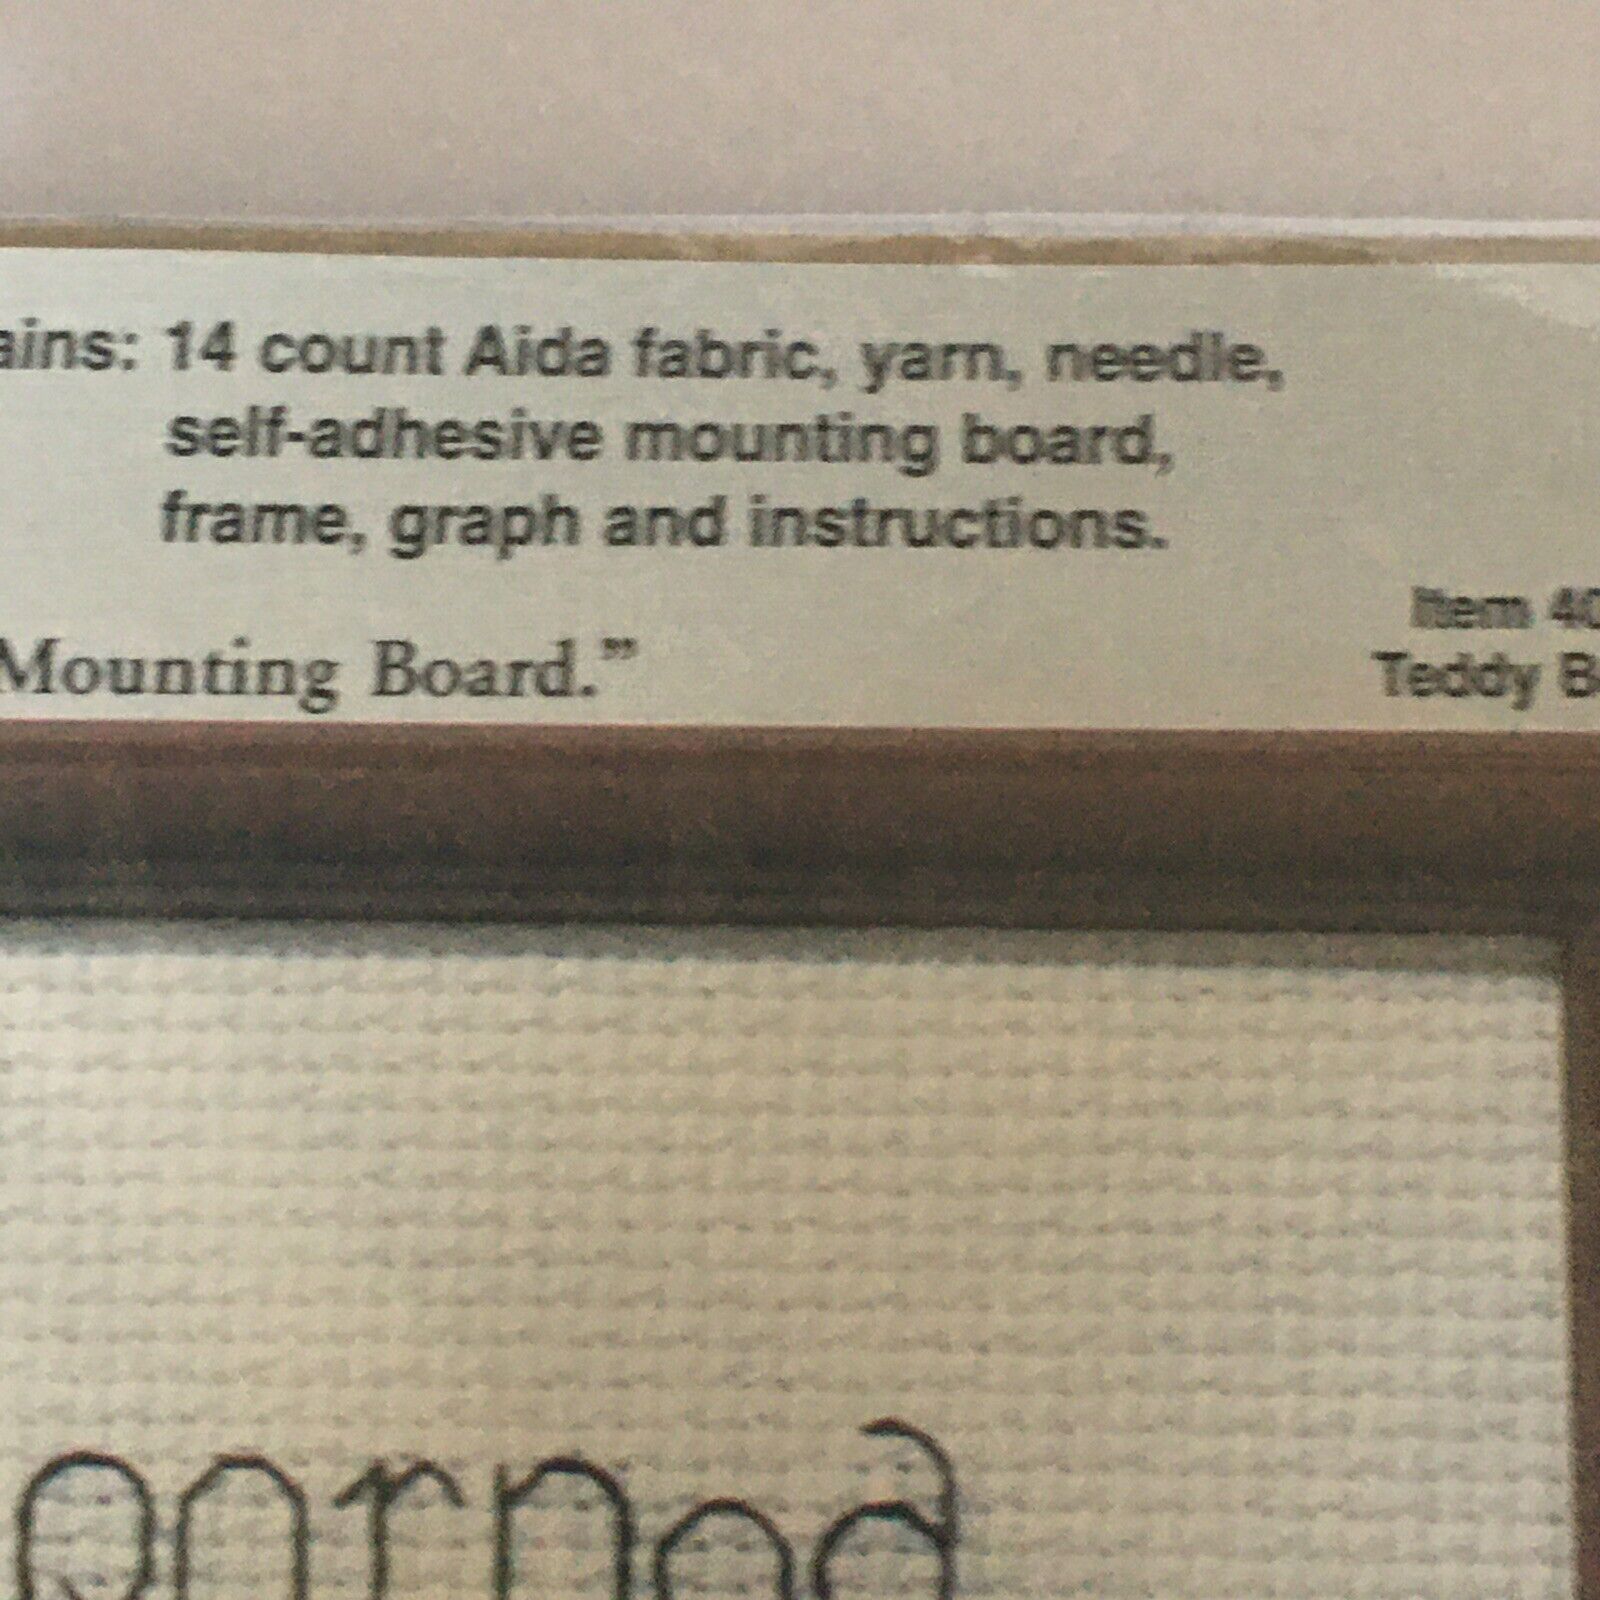 ains: 14 count Aida fabric, yarn, needle,
self-adhesive mounting board,
frame, graph and instructions.
Item 40
Mounting Board.”
Teddy Be